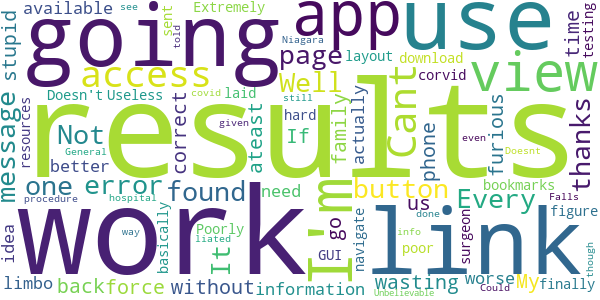 available going app use
stupid see told sent Extremely
Niagara access page layout download view time testing
message Doesn't Useless Well Cant corvid
resources covid laid results family phone furious thanks
Not General still hard If actually even Doesnt
better given correct ateast
one error found need I'm button bookmarks
idea procedure hospital It us Every Falls
work way basically Poorly liated go link figure
navigate done info poor surgeon
GUI wasting worse My though
limbo back force without information Unbelievable Could finally